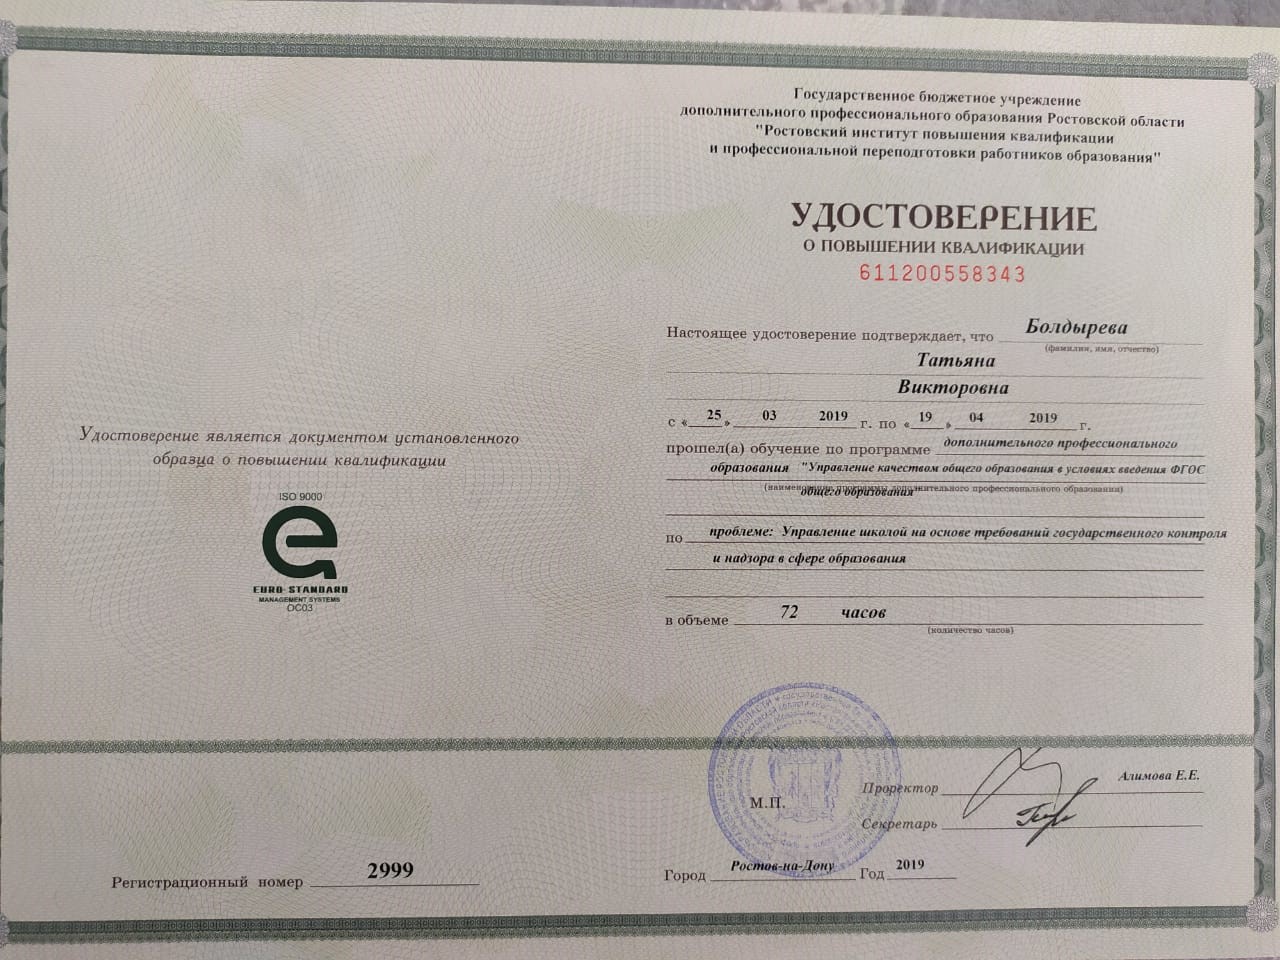 Государственное бюджетное учреждение
дополнительного профессионального образования Ростовской области
"Ростовский институт повышения квалификации
и профессиональной переподготовки работников образования"
УДОСТОВЕРЕНИЕ
О ПОВЫШЕНИИ КВАЛИФИКАЦИИ
611200558343
Настоящее удостоверение подтверждает, что Болдырева
(фамилия, имя, отчество)
Татьяна
Викторовна
с «25» 03 2019 г. по «19» 04 2019 г.
прошел(а) обучение по программе дополнительного профессионального
образования "Управление качеством общего образования в условиях введения ФГОС
(наименование программы дополнительного профессионального образования)
общего образования"
по проблеме: Управление школой на основе требований государственного контроля
и надзора в сфере образования
в объеме 72 часов
(количество часов)
М.П.
Проректор Алимова Е.Е.
Секретарь
Город Ростов-на-Дону Год 2019
Удостоверение является документом установленного
образца о повышении квалификации
ISO 9000
EURO-STANDARD
MANAGEMENT SYSTEMS
ОС03
Регистрационный номер 2999